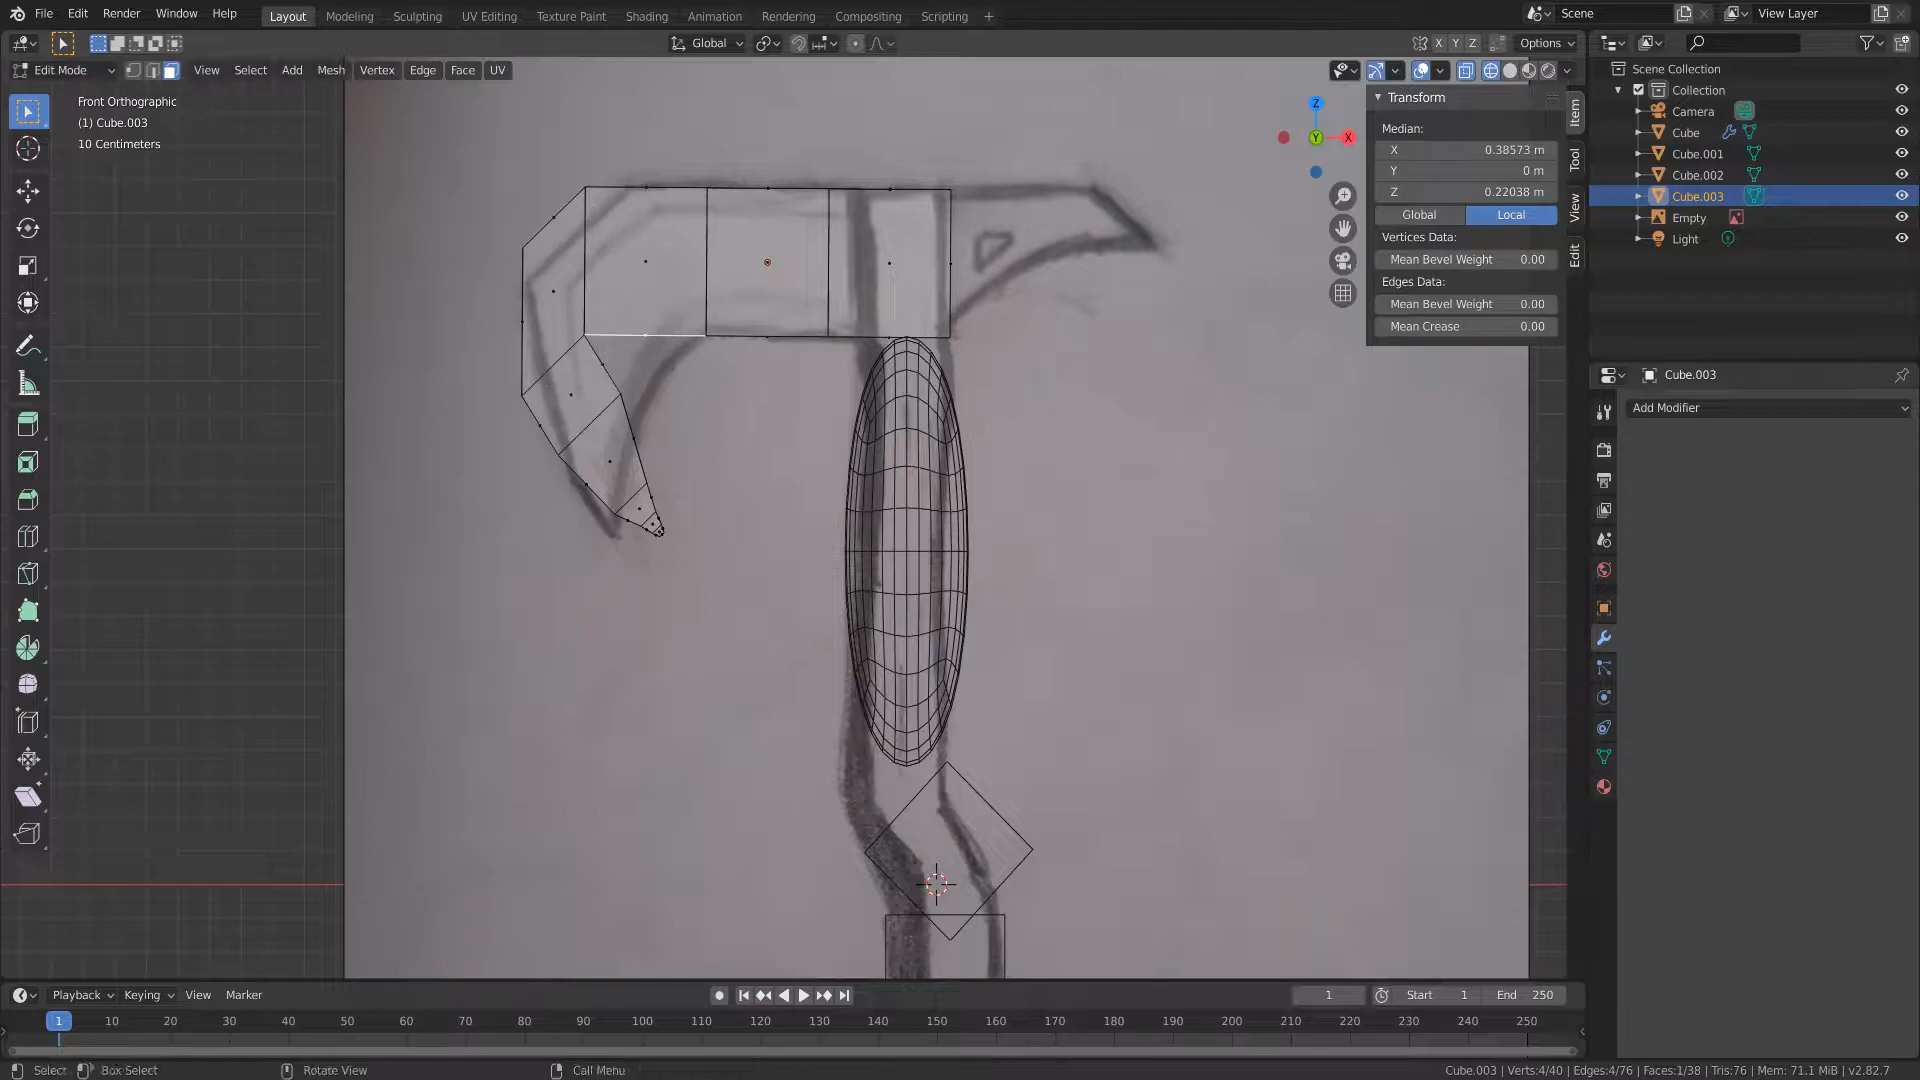 File Edit Render Window Help Layout Modeling Sculpting UV Editing Texture Paint Shading Animation Rendering Compositing Scripting + Scene View Layer
Global X Y Z Options
Edit Mode View Select Add Mesh Vertex Edge Face UV
Front Orthographic
(1) Cube.003
10 Centimeters
Z
Y
X
Transform
Median:
X 0.38573 m
Y 0 m
Z 0.22038 m
Global Local
Vertices Data:
Mean Bevel Weight 0.00
Edges Data:
Mean Bevel Weight 0.00
Mean Crease 0.00
Item
Tool
View
Edit
Scene Collection
Collection
Camera
Cube
Cube.001
Cube.002
Cube.003
Empty
Light
Cube.003
Add Modifier
Playback Keying View Marker 1 Start 1 End 250
1 10 20 30 40 50 60 70 80 90 100 110 120 130 140 150 160 170 180 190 200 210 220 230 240 250
Select Box Select Rotate View Call Menu Cube.003 | Verts:4/40 | Edges:4/76 | Faces:1/38 | Tris:76 | Mem: 71.1 MiB | v2.82.7